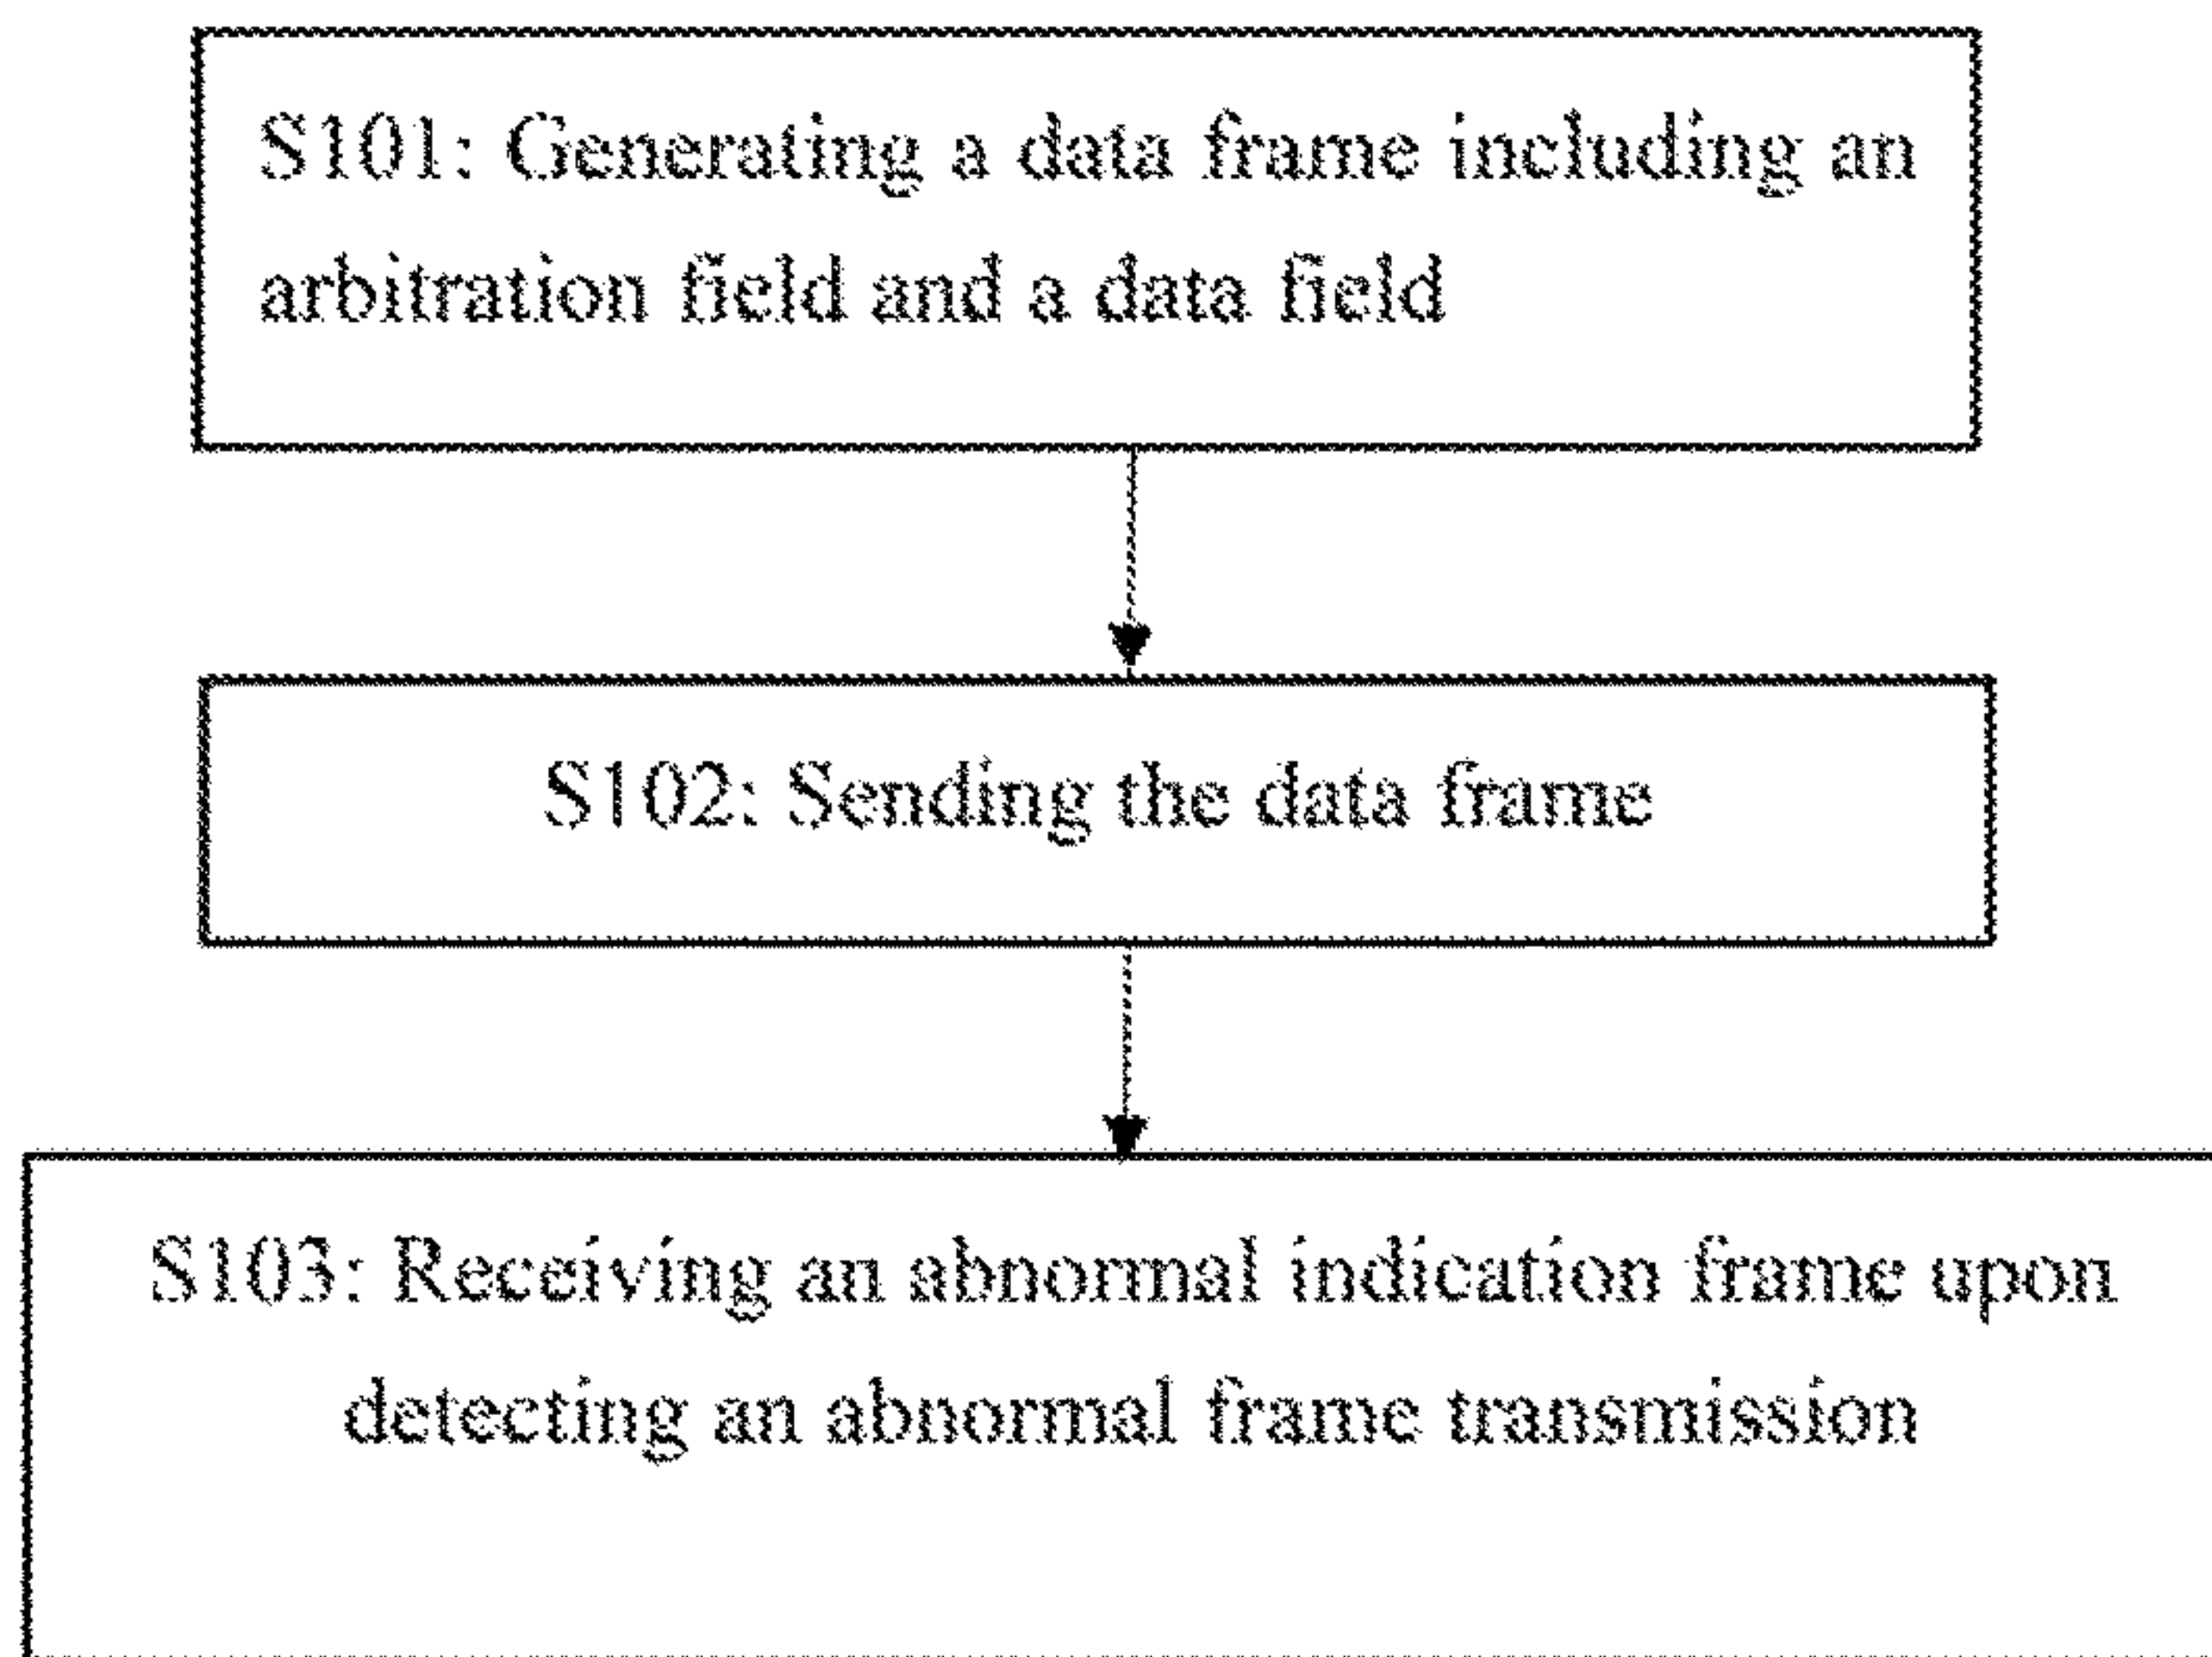 S101: Generating a data frame including an
arbitration field and a data field
S102: Sending the data frame
S103: Receiving an abnormal indication frame upon
detecting an abnormal frame transmission